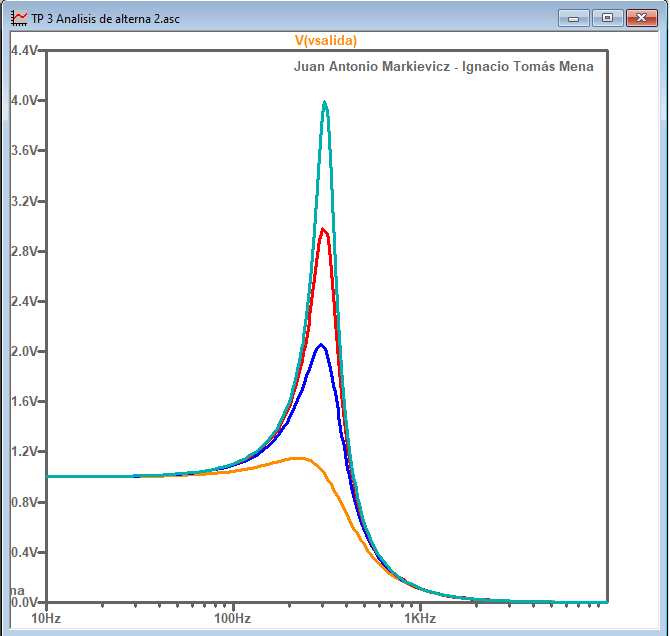 TP 3 Analisis de alterna 2.asc
V(vsalida)
Juan Antonio Markievicz - Ignacio Tomás Mena
4.4V
4.0V
3.6V
3.2V
2.8V
2.4V
2.0V
1.6V
1.2V
0.8V
0.4V
na
0.0V
10Hz 100Hz 1KHz